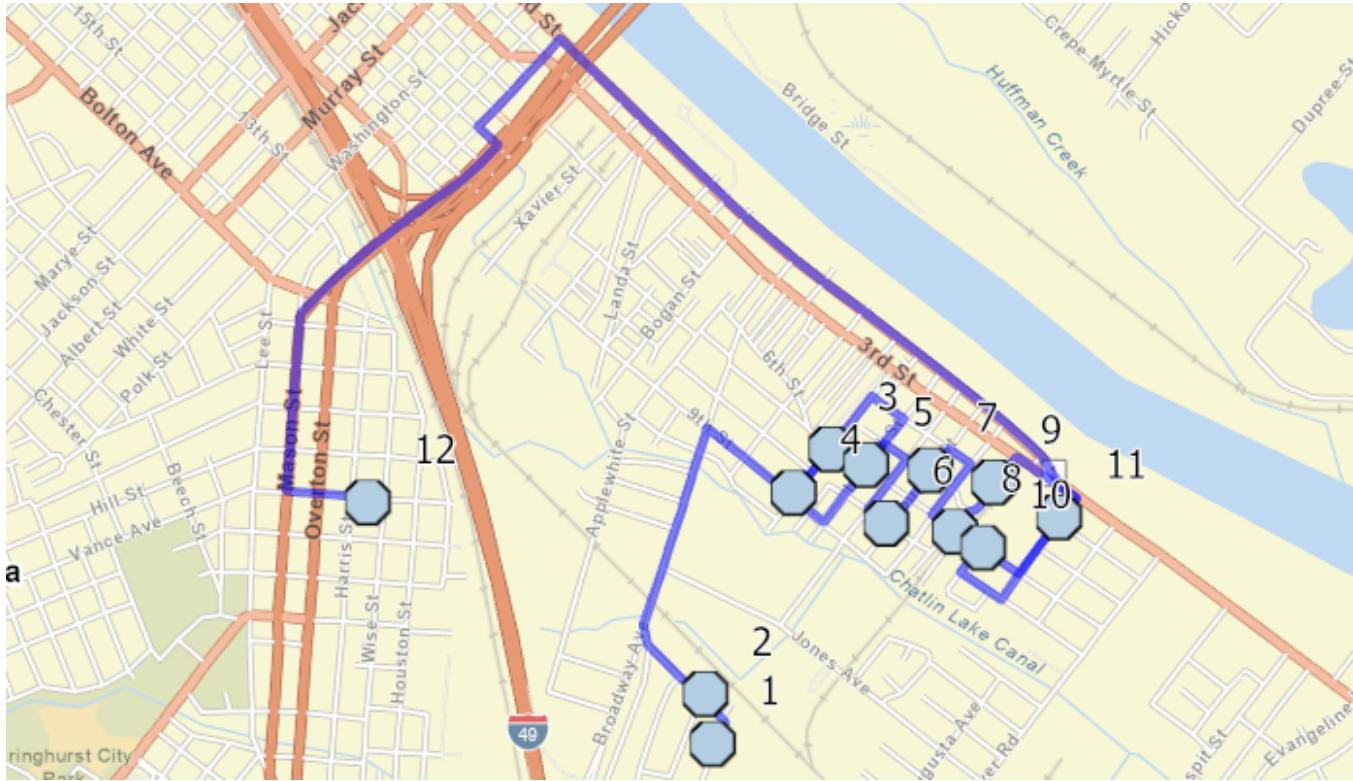 15th St
Jack
d St
Murray St
Bolton Ave
13th St
Washington St
Xavier St
Bridge St
Crepe-Myrtle-St
Hicko
Huffman Creek
Dupree-St
Marye St
Jackson St
Albert-St
White St
Polk St
Lee St
Chester St
Landa St
Bogan St
6th St
3rd St
3
5
7
9
11
4
6
8
10
12
9th St
Applewhite St
Mason St
Overton St
Beech St
Hill-St
Vance Ave
Harris St
Wise St
Houston St
a
Chatlin Lake Canal
2
Jones-Ave
1
Broadway Ave
49
gusta-Ave
er Rd
pit St
Evangeline
ringhurst City
Park